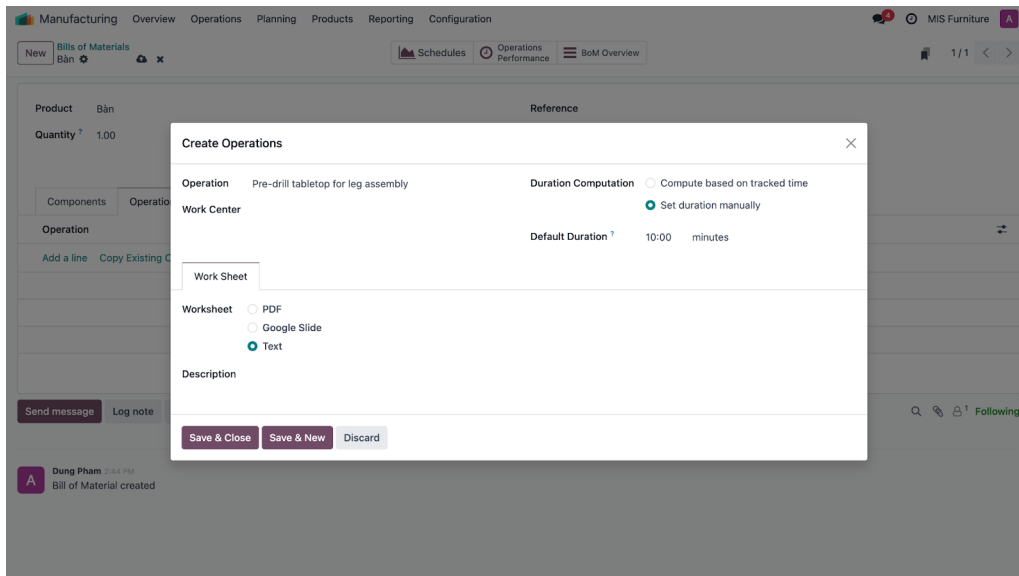 Manufacturing Overview Operations Planning Products Reporting Configuration 4 MIS Furniture A
New Bills of Materials Schedules Operations Performance BoM Overview 1 / 1
Bàn
Product Bàn Reference
Quantity ? 1.00
Create Operations
Operation Pre-drill tabletop for leg assembly Duration Computation Compute based on tracked time
Work Center Set duration manually
Default Duration ? 10:00 minutes
Components Operatio
Operation
Add a line Copy Existing O
Work Sheet
Worksheet PDF
Google Slide
Text
Description
Send message Log note 1 Following
Save & Close Save & New Discard
A Dung Pham 2:44 PM
Bill of Material created